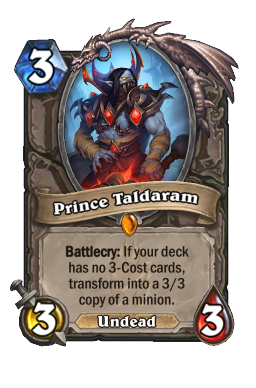 3
Prince Taldaram
Battlecry: If your deck
has no 3-Cost cards,
transform into a 3/3
copy of a minion.
3 Undead 3